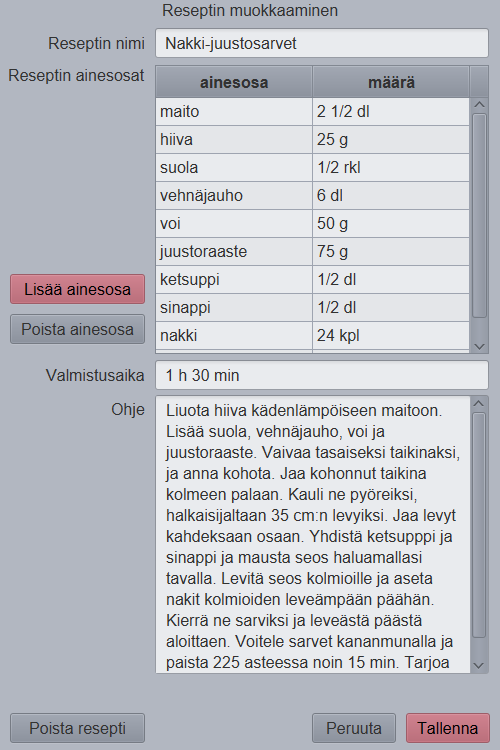 Reseptin muokkaaminen
Reseptin nimi Nakki-juustosarvet
Reseptin ainesosat
ainesosa määrä
maito 2 1/2 dl
hiiva 25 g
suola 1/2 rkl
vehnäjauho 6 dl
voi 50 g
juustoraaste 75 g
ketsuppi 1/2 dl
sinappi 1/2 dl
nakki 24 kpl
Lisää ainesosa
Poista ainesosa
Valmistusaika 1 h 30 min
Ohje
Liuota hiiva kädenlämpöiseen maitoon.
Lisää suola, vehnäjauho, voi ja
juustoraaste. Vaivaa tasaiseksi taikinaksi,
ja anna kohota. Jaa kohonnut taikina
kolmeen palaan. Kauli ne pyöreiksi,
halkaisijaltaan 35 cm:n levyiksi. Jaa levyt
kahdeksaan osaan. Yhdistä ketsupppi ja
sinappi ja mausta seos haluamallasi
tavalla. Levitä seos kolmioille ja aseta
nakit kolmioiden leveämpään päähän.
Kierrä ne sarviksi ja leveästä päästä
aloittaen. Voitele sarvet kananmunalla ja
paista 225 asteessa noin 15 min. Tarjoa
Poista resepti Peruuta Tallenna